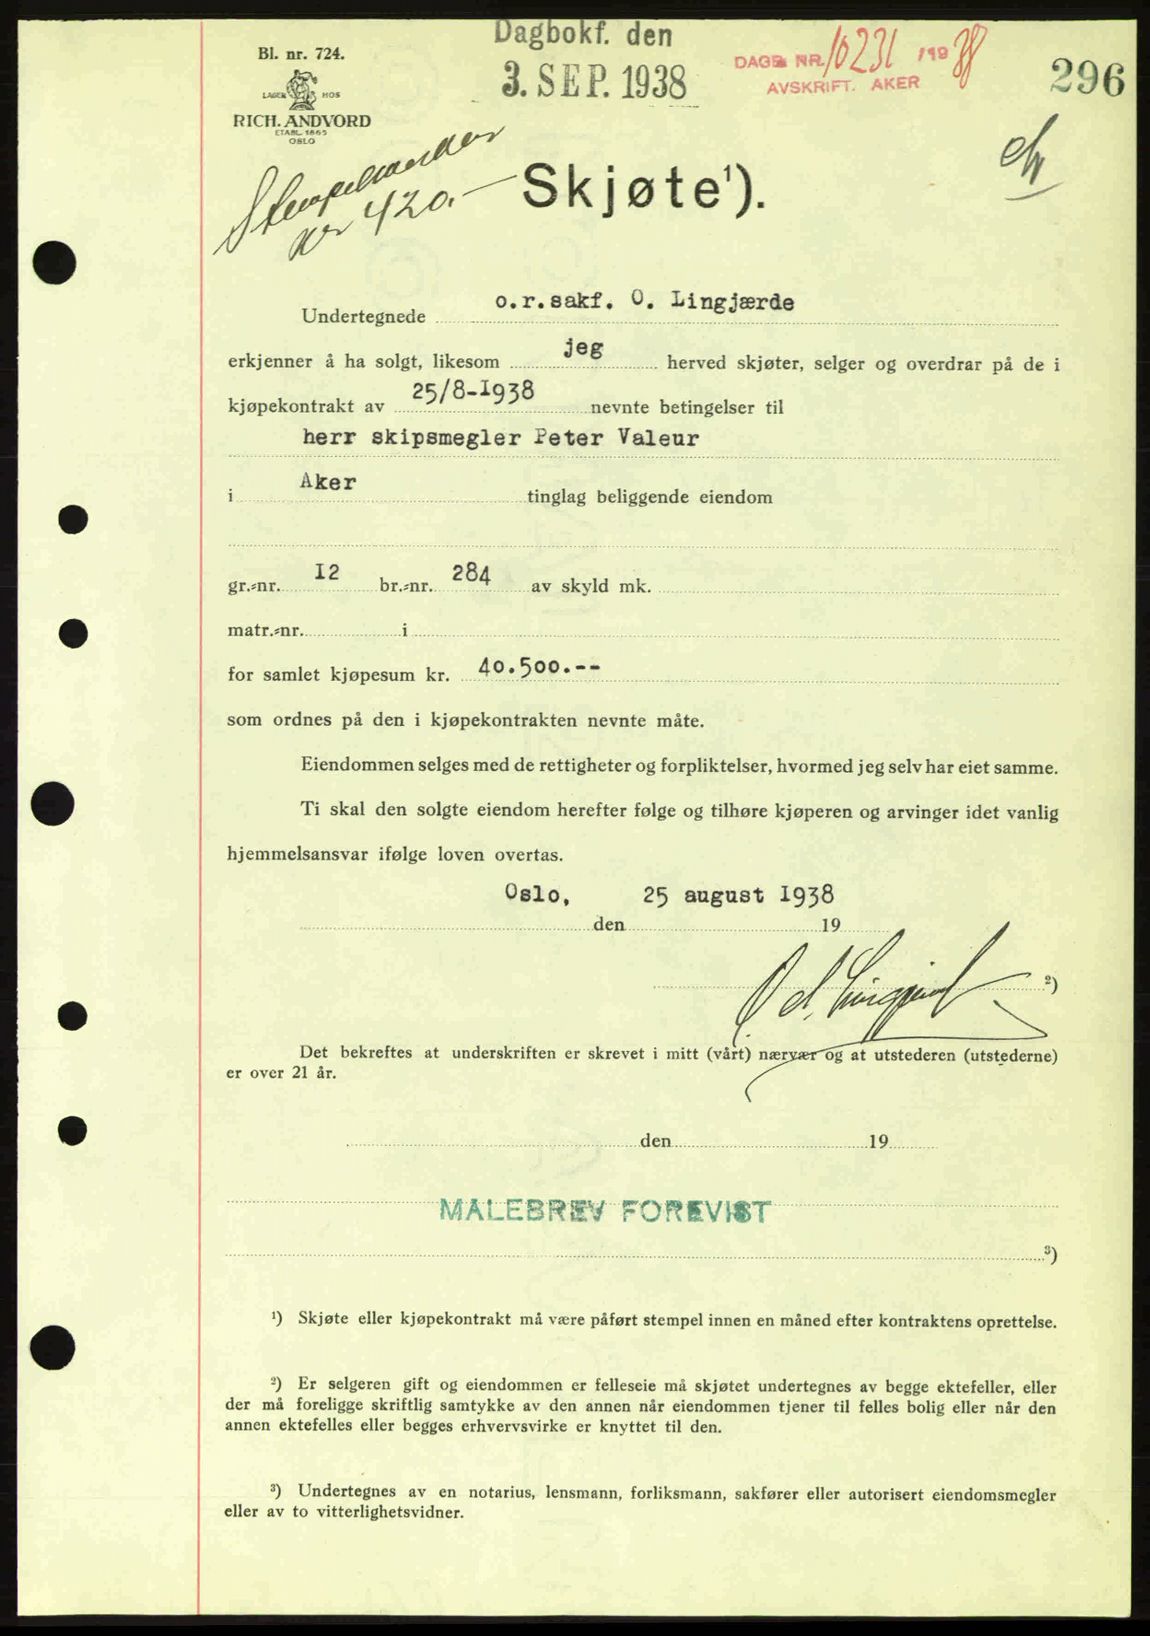 Bl. nr. 724.
LAGER HOS
RICH. ANDVORD
ETABL. 1865
OSLO
Dagbokf. den
3. SEP. 1938
DAGB. NR. 10231 /1938
AVSKRIFT. AKER
296
Stempelmerker
kr 420.-
Skjøte¹).
Undertegnede o.r.sakf. O. Lingjærde
erkjenner å ha solgt, likesom jeg herved skjøter, selger og overdrar på de i
kjøpekontrakt av 25/8-1938 nevnte betingelser til
herr skipsmegler Peter Valeur
i Aker tinglag beliggende eiendom
gr.-nr. 12 br.-nr. 284 av skyld mk.
matr.-nr. i
for samlet kjøpesum kr. 40.500.--
som ordnes på den i kjøpekontrakten nevnte måte.
Eiendommen selges med de rettigheter og forpliktelser, hvormed jeg selv har eiet samme.
Ti skal den solgte eiendom herefter følge og tilhøre kjøperen og arvinger idet vanlig
hjemmelsansvar ifølge loven overtas.
Oslo, 25 august 1938
den 19
²)
Det bekreftes at underskriften er skrevet i mitt (vårt) nærvær og at utstederen (utstederne)
er over 21 år.
den 19
MÅLEBREV FOREVIST
³)
¹) Skjøte eller kjøpekontrakt må være påført stempel innen en måned efter kontraktens oprettelse.
²) Er selgeren gift og eiendommen er felleseie må skjøtet undertegnes av begge ektefeller, eller
der må foreligge skriftlig samtykke av den annen når eiendommen tjener til felles bolig eller når den
annen ektefelles eller begges erhvervsvirke er knyttet til den.
³) Undertegnes av en notarius, lensmann, forliksmann, sakfører eller autorisert eiendomsmegler
eller av to vitterlighetsvidner.